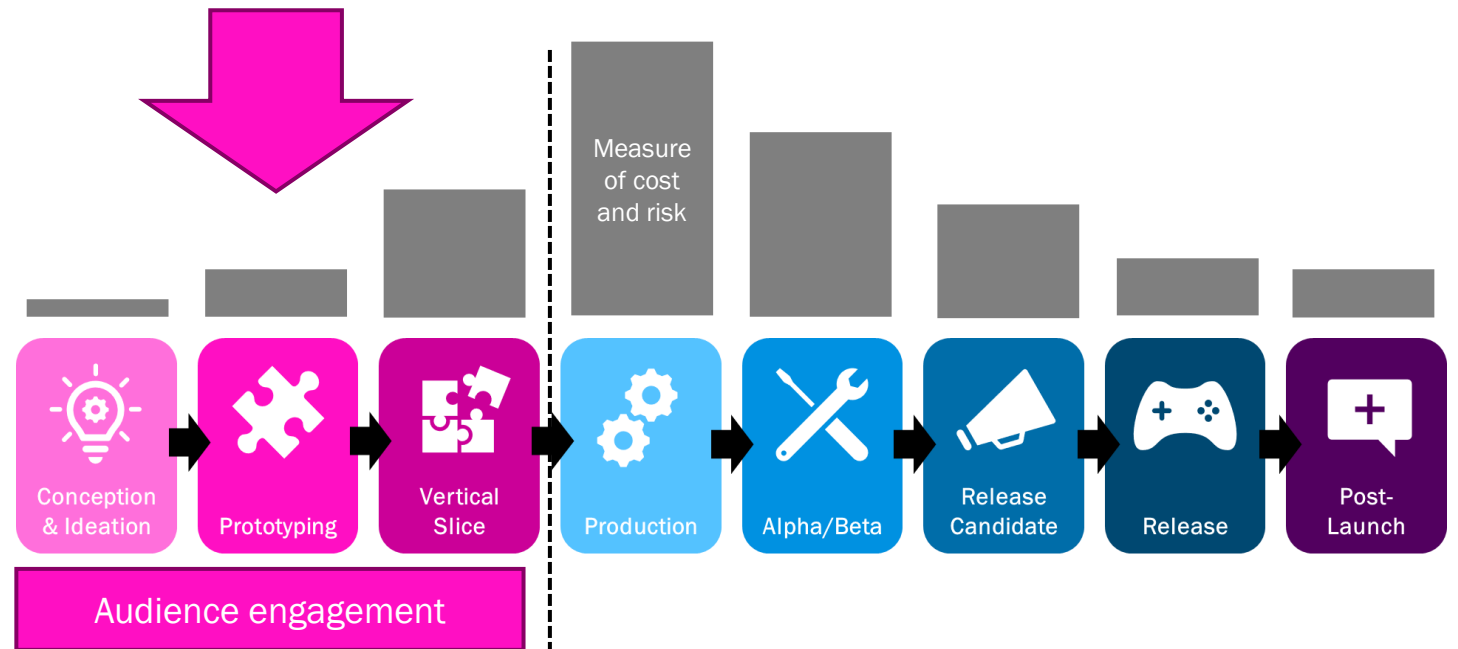 Measure
of cost
and risk
Conception
& Ideation
Prototyping
Vertical
Slice
Production
Alpha/Beta
Release
Candidate
Release
Post-
Launch
Audience engagement